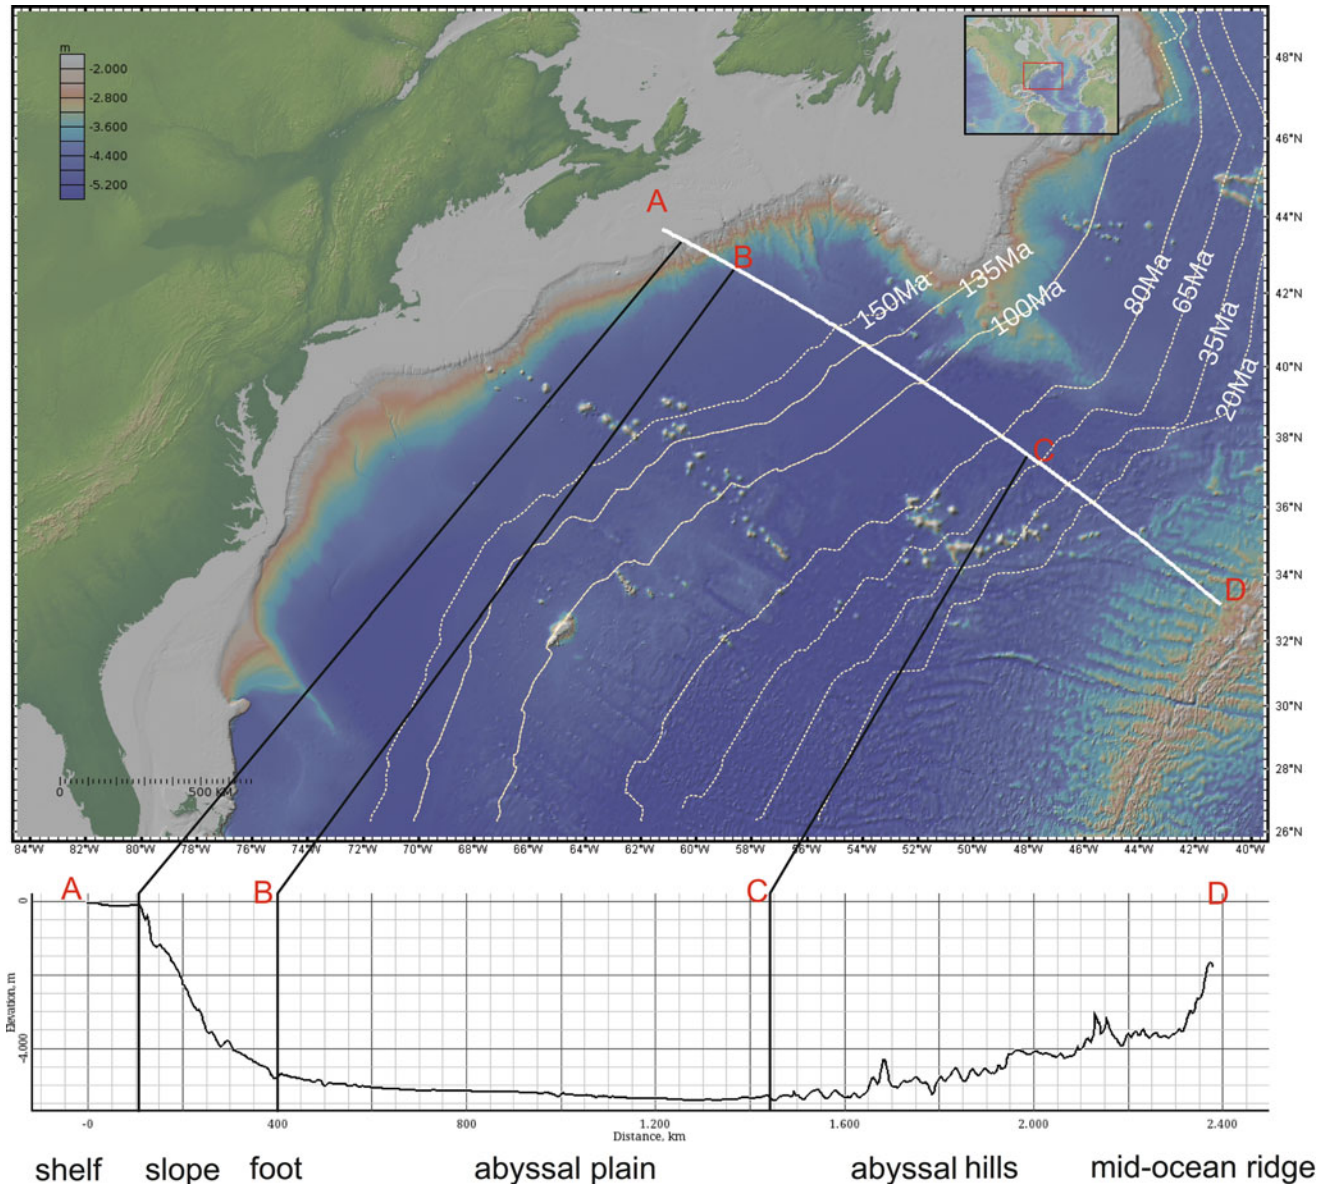 m
-2.000
-2.800
-3.600
-4.400
-5.200
48°N
46°N
44°N
42°N
40°N
38°N
36°N
34°N
32°N
30°N
28°N
26°N
A
B
C
D
150Ma
135Ma
100Ma
80Ma
65Ma
35Ma
20Ma
0 500 KM
84°W 82°W 80°W 78°W 76°W 74°W 72°W 70°W 68°W 66°W 64°W 62°W 60°W 58°W 56°W 54°W 52°W 50°W 48°W 46°W 44°W 42°W 40°W
A B C D
0
-4.000
Elevation, m
-0 400 800 1.200 1.600 2.000 2.400
Distance, km
shelf slope foot abyssal plain abyssal hills mid-ocean ridge